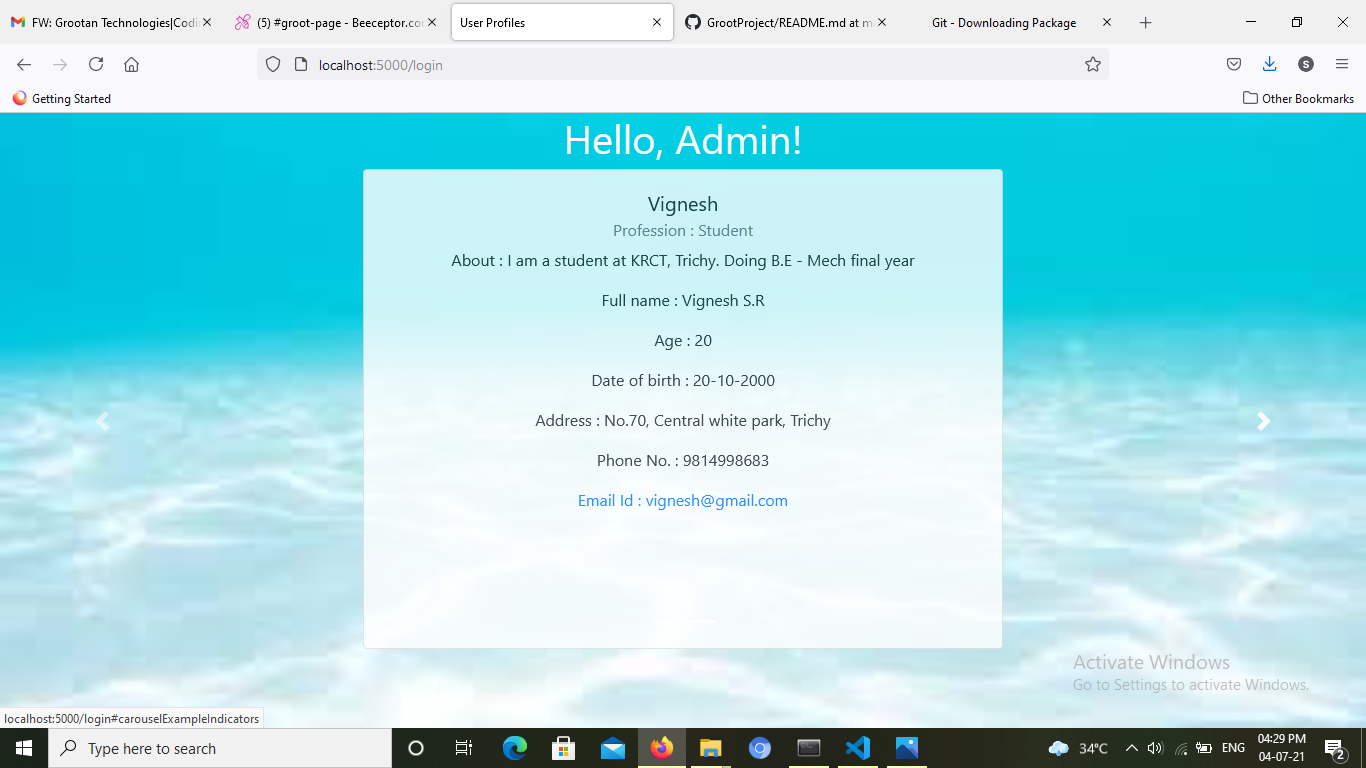 FW: Grootan Technologies|Codi
(5) #groot-page - Beeceptor.co
User Profiles
GrootProject/README.md at m
Git - Downloading Package
localhost:5000/login
S
Getting Started
Other Bookmarks
Hello, Admin!
Vignesh
Profession : Student
About : I am a student at KRCT, Trichy. Doing B.E - Mech final year
Full name : Vignesh S.R
Age : 20
Date of birth : 20-10-2000
Address : No.70, Central white park, Trichy
Phone No. : 9814998683
Email Id : vignesh@gmail.com
Activate Windows
Go to Settings to activate Windows.
localhost:5000/login#carouselExampleIndicators
Type here to search
34°C
ENG
04:29 PM
04-07-21
2